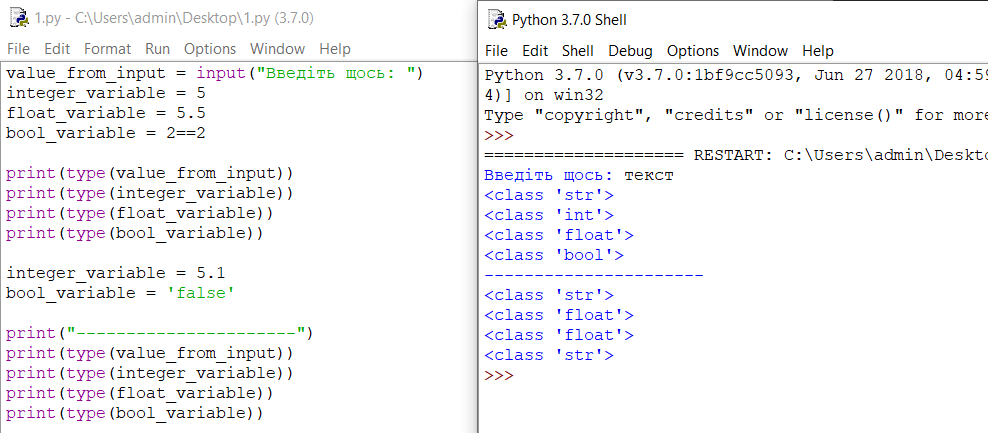 1.py - C:\Users\admin\Desktop\1.py (3.7.0)
File Edit Format Run Options Window Help
value_from_input = input("Введіть щось: ")
integer_variable = 5
float_variable = 5.5
bool_variable = 2==2
print(type(value_from_input))
print(type(integer_variable))
print(type(float_variable))
print(type(bool_variable))
integer_variable = 5.1
bool_variable = 'false'
print("----------------------")
print(type(value_from_input))
print(type(integer_variable))
print(type(float_variable))
print(type(bool_variable))
Python 3.7.0 Shell
File Edit Shell Debug Options Window Help
Python 3.7.0 (v3.7.0:1bf9cc5093, Jun 27 2018, 04:59
4)] on win32
Type "copyright", "credits" or "license()" for more
>>>
==================== RESTART: C:\Users\admin\Deskto
Введіть щось: текст
<class 'str'>
<class 'int'>
<class 'float'>
<class 'bool'>
----------------------
<class 'str'>
<class 'float'>
<class 'float'>
<class 'str'>
>>>